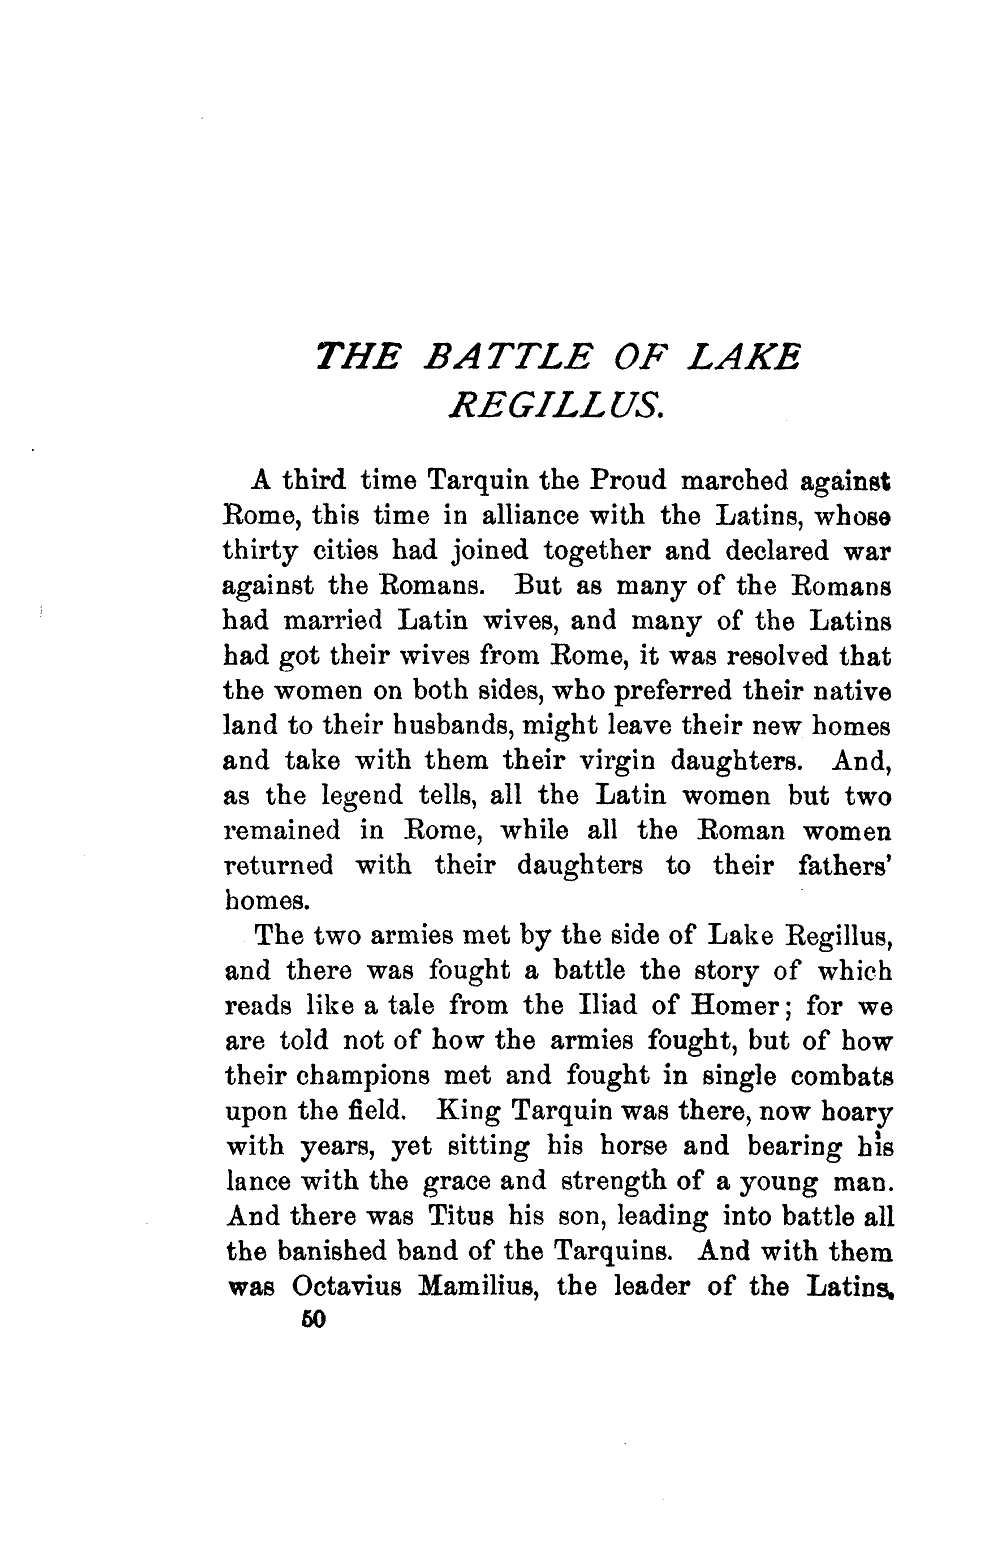 THE BATTLE OF LAKE
REGILLUS.
A third time Tarquin the Proud marched against
Rome, this time in alliance with the Latins, whose
thirty cities had joined together and declared war
against the Romans. But as many of the Romans
had married Latin wives, and many of the Latins
had got their wives from Rome, it was resolved that
the women on both sides, who preferred their native
land to their husbands, might leave their new homes
and take with them their virgin daughters. And,
as the legend tells, all the Latin women but two
remained in Rome, while all the Roman women
returned with their daughters to their fathers'
homes.
The two armies met by the side of Lake Regillus,
and there was fought a battle the story of which
reads like a tale from the Iliad of Homer; for we
are told not of how the armies fought, but of how
their champions met and fought in single combats
upon the field. King Tarquin was there, now hoary
with years, yet sitting his horse and bearing his
lance with the grace and strength of a young man.
And there was Titus his son, leading into battle all
the banished band of the Tarquins. And with them
was Octavius Mamilius, the leader of the Latins,
50